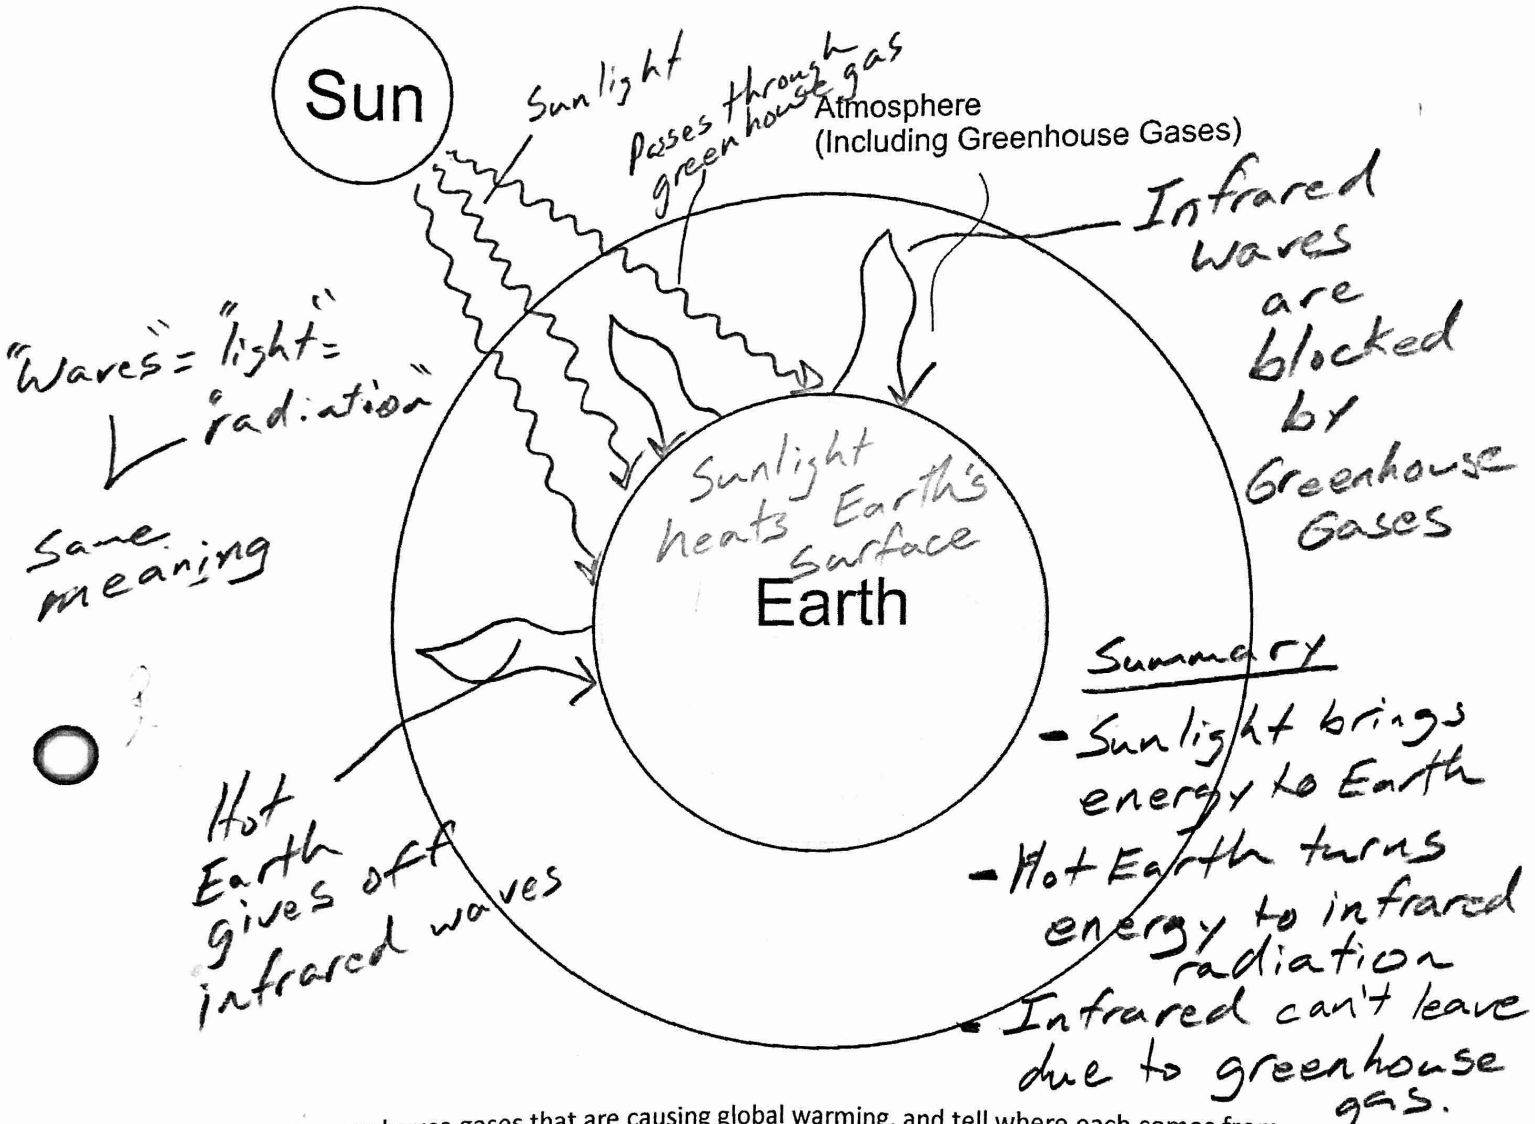 Sun
Sunlight
Passes through
greenhouse gas
Atmosphere
(Including Greenhouse Gases)
Infrared
waves
are
blocked
by
Greenhouse
Gases
"Waves" = "light" =
"radiation"
Same
meaning
Sunlight
heats Earth's
surface
Earth
Hot
Earth
gives off
infrared waves
Summary
- Sunlight brings
energy to Earth
- Hot Earth turns
energy to infrared
radiation
- Infrared can't leave
due to greenhouse
gas.
gases that are causing global warming, and tell where each comes from